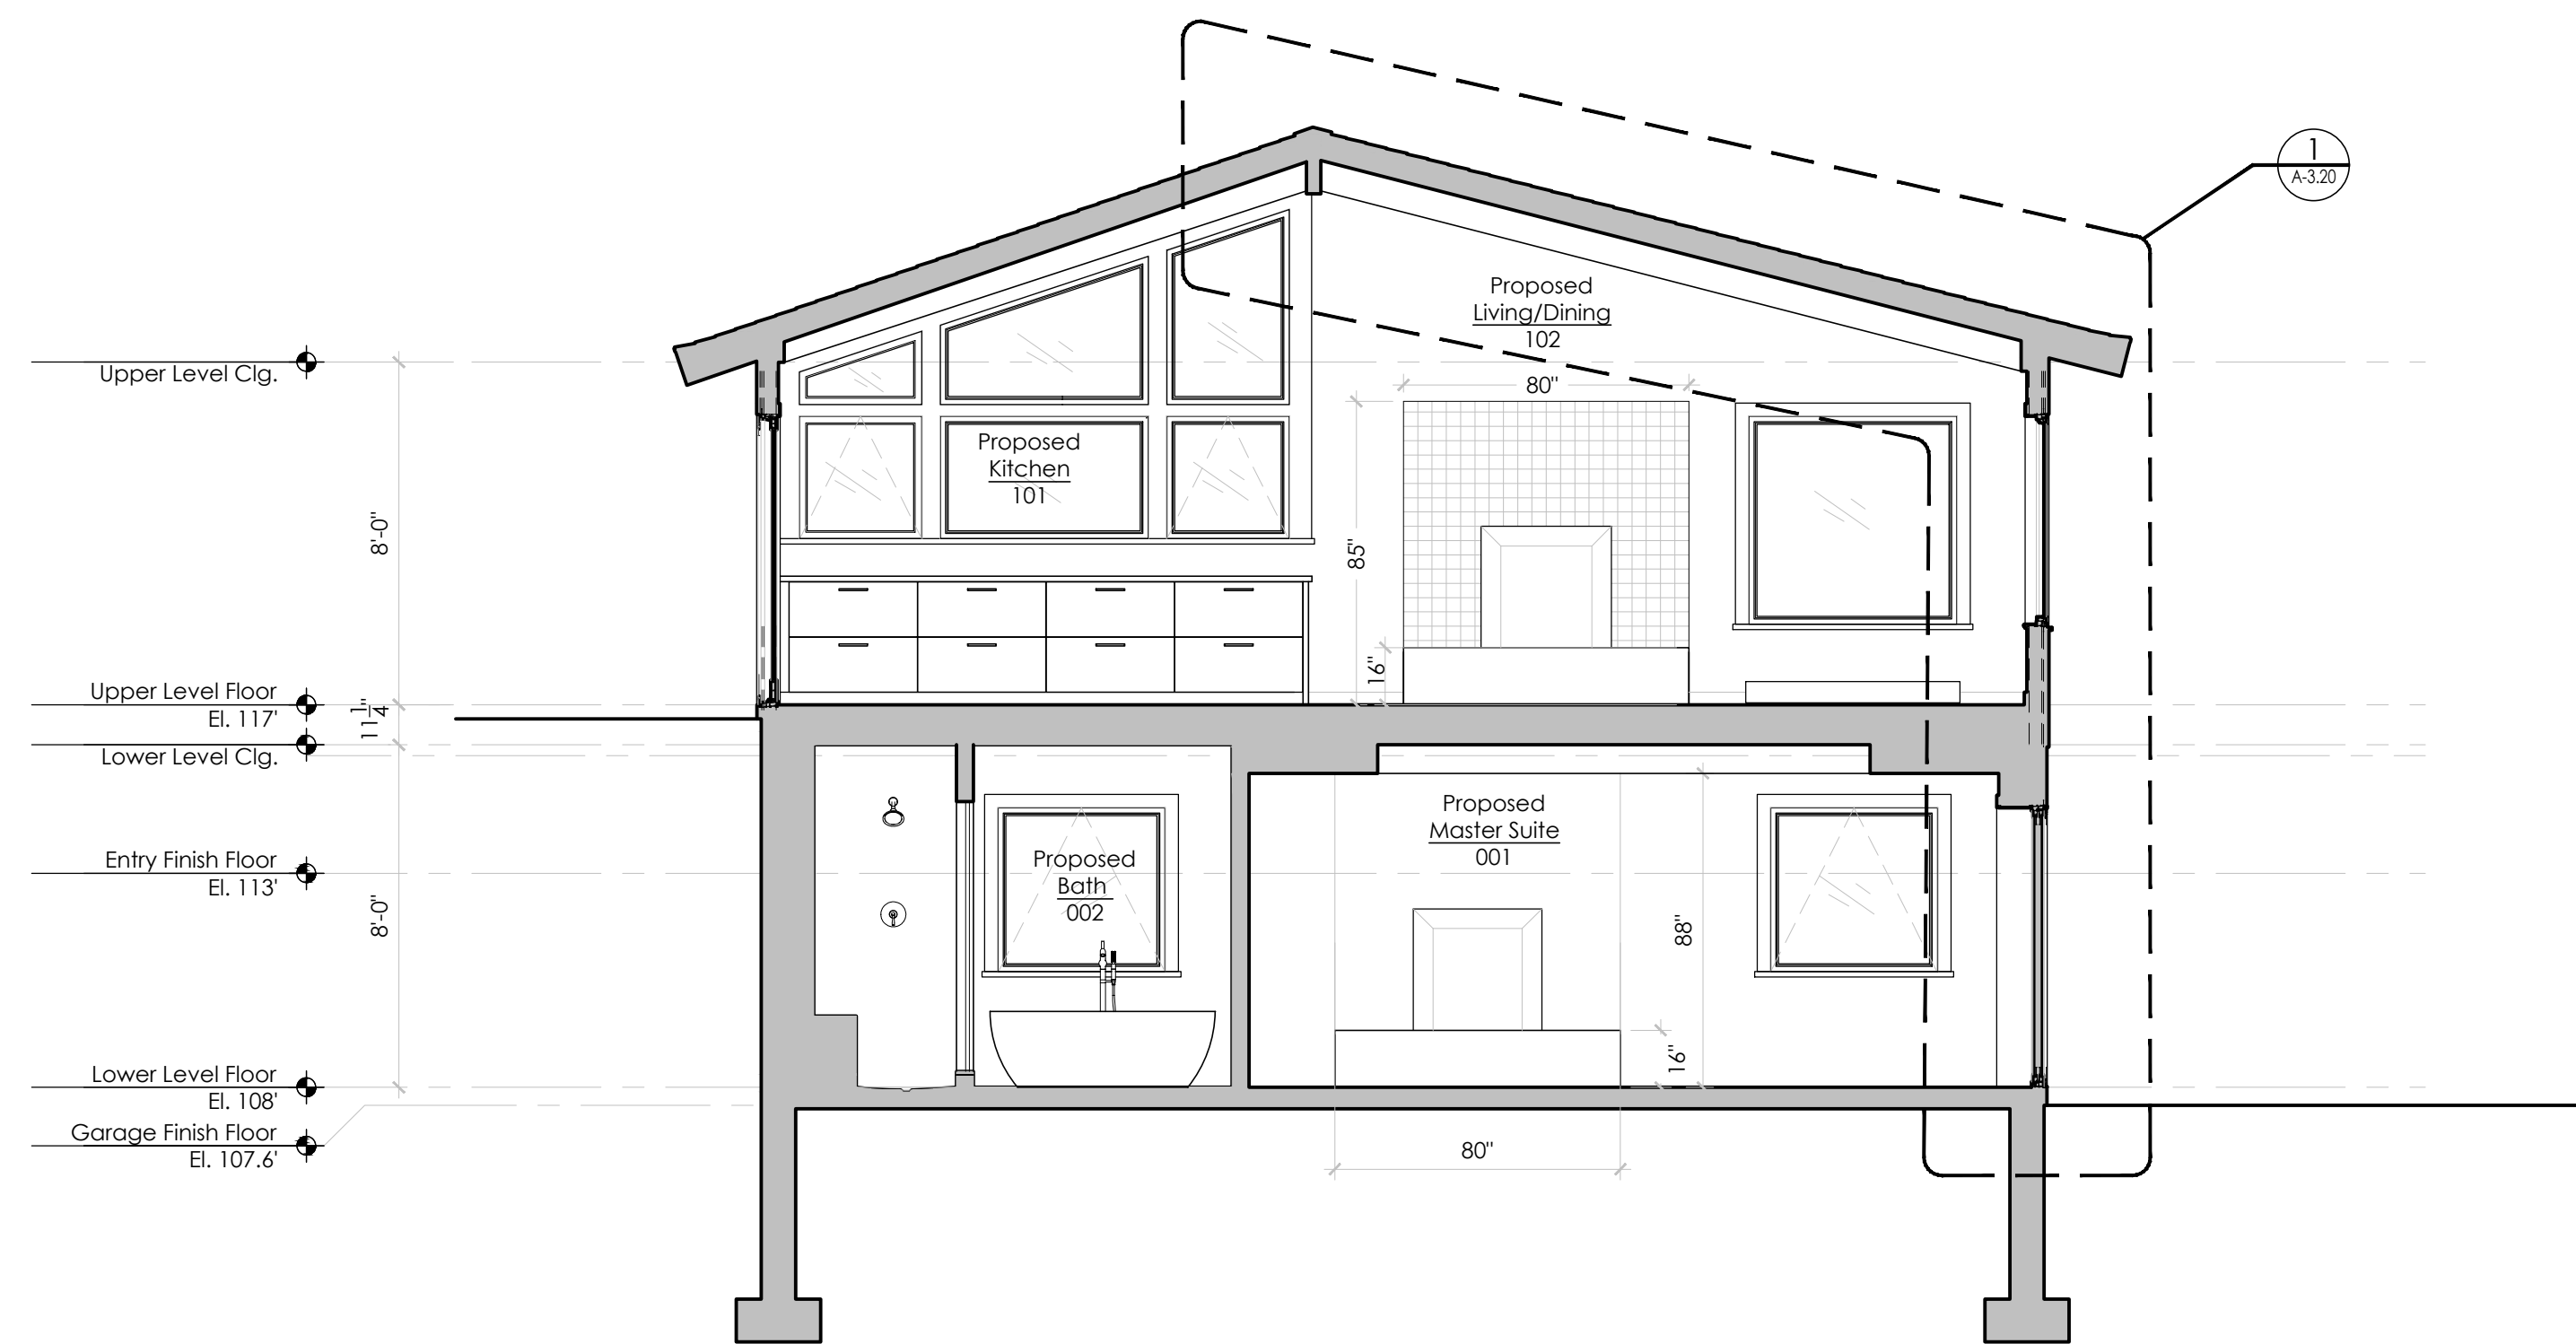 1
A-3.20
Proposed
Living/Dining
102
Upper Level Clg.
80"
Proposed
Kitchen
101
8'-0"
85"
16"
Upper Level Floor
El. 117'
11 1/4"
Lower Level Clg.
Proposed
Master Suite
001
Entry Finish Floor
El. 113'
Proposed
Bath
002
8'-0"
88"
16"
Lower Level Floor
El. 108'
Garage Finish Floor
El. 107.6'
80"